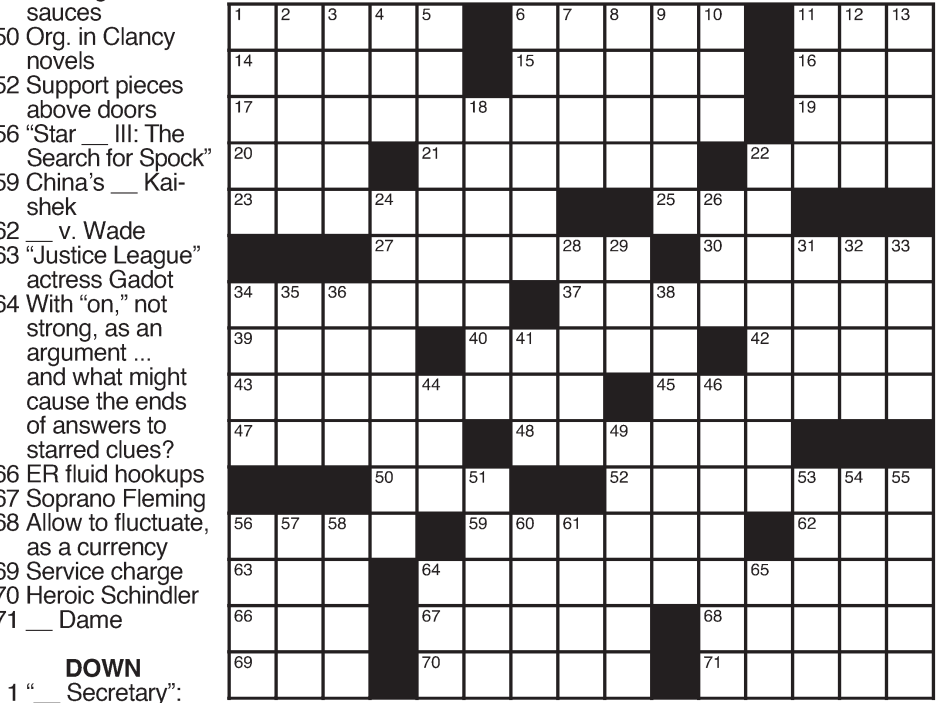 sauces
50 Org. in Clancy
novels
52 Support pieces
above doors
56 “Star __ III: The
Search for Spock”
59 China’s __ Kai-
shek
62 __ v. Wade
63 “Justice League”
actress Gadot
64 With “on,” not
strong, as an
argument ...
and what might
cause the ends
of answers to
starred clues?
66 ER fluid hookups
67 Soprano Fleming
68 Allow to fluctuate,
as a currency
69 Service charge
70 Heroic Schindler
71 __ Dame
DOWN
1 “__ Secretary”:
1 2 3 4 5 6 7 8 9 10 11 12 13
14 15 16
17 18 19
20 21 22
23 24 25 26
27 28 29 30 31 32 33
34 35 36 37 38
39 40 41 42
43 44 45 46
47 48 49
50 51 52 53 54 55
56 57 58 59 60 61 62
63 64 65
66 67 68
69 70 71